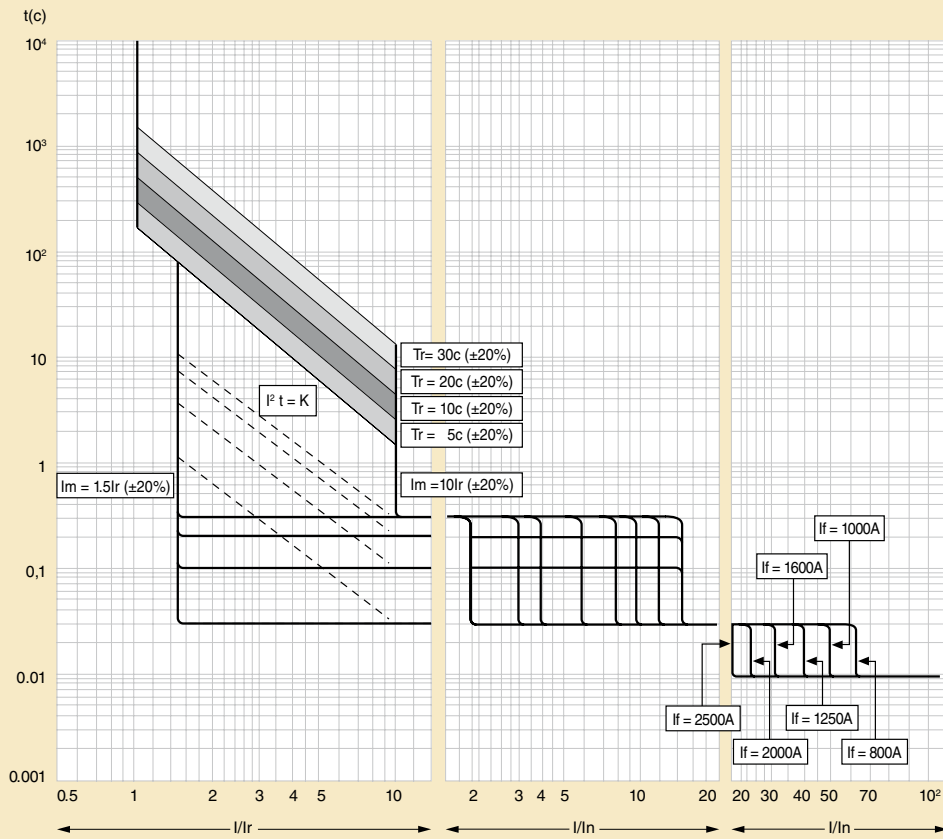 t(c)
10⁴
10³
10²
10
1
0,1
0.01
0.001
Tr= 30c (±20%)
Tr = 20c (±20%)
Tr = 10c (±20%)
Tr = 5c (±20%)
I² t = K
Im = 1.5Ir (±20%)
Im =10Ir (±20%)
If = 1000A
If = 1600A
If = 2500A
If = 1250A
If = 2000A
If = 800A
0.5 1 2 3 4 5 10
2 3 4 5 10 20
20 30 40 50 70 10²
I/Ir
I/In
I/In